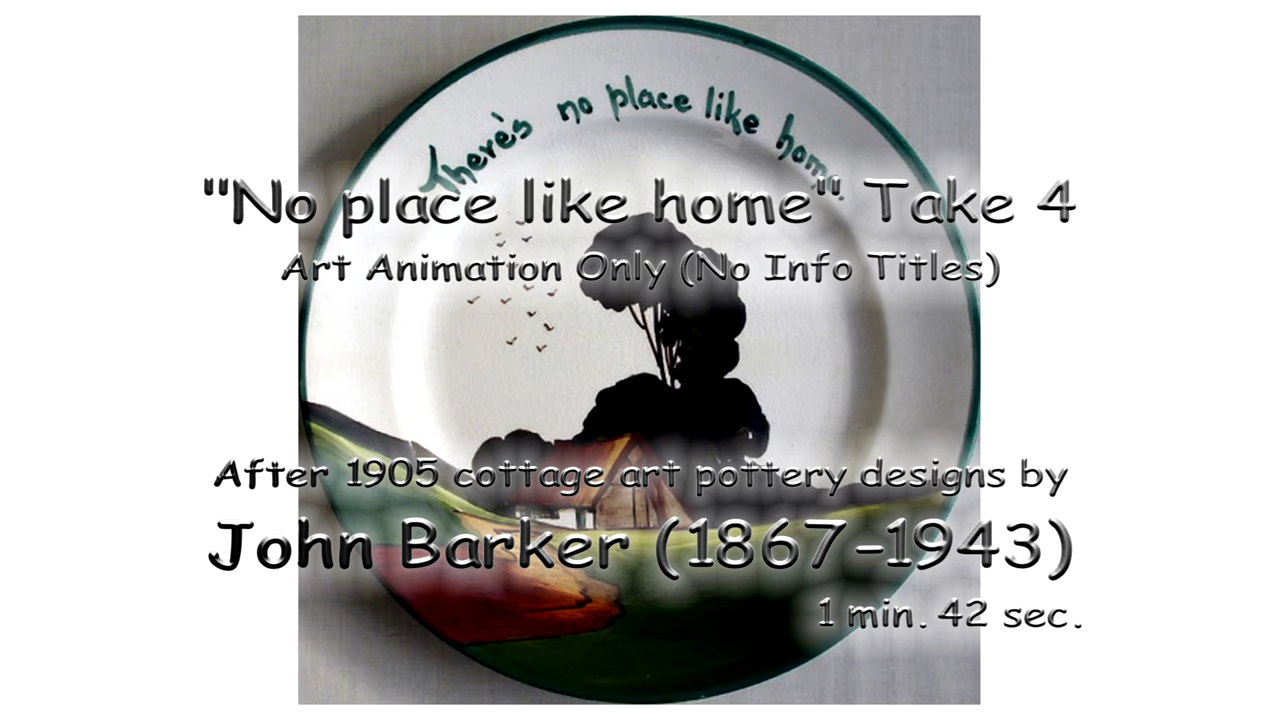 There's no place like home.
"No place like home" Take 4
Art Animation Only (No Info Titles)
After 1905 cottage art pottery designs by
John Barker (1867-1943)
1 min. 42 sec.